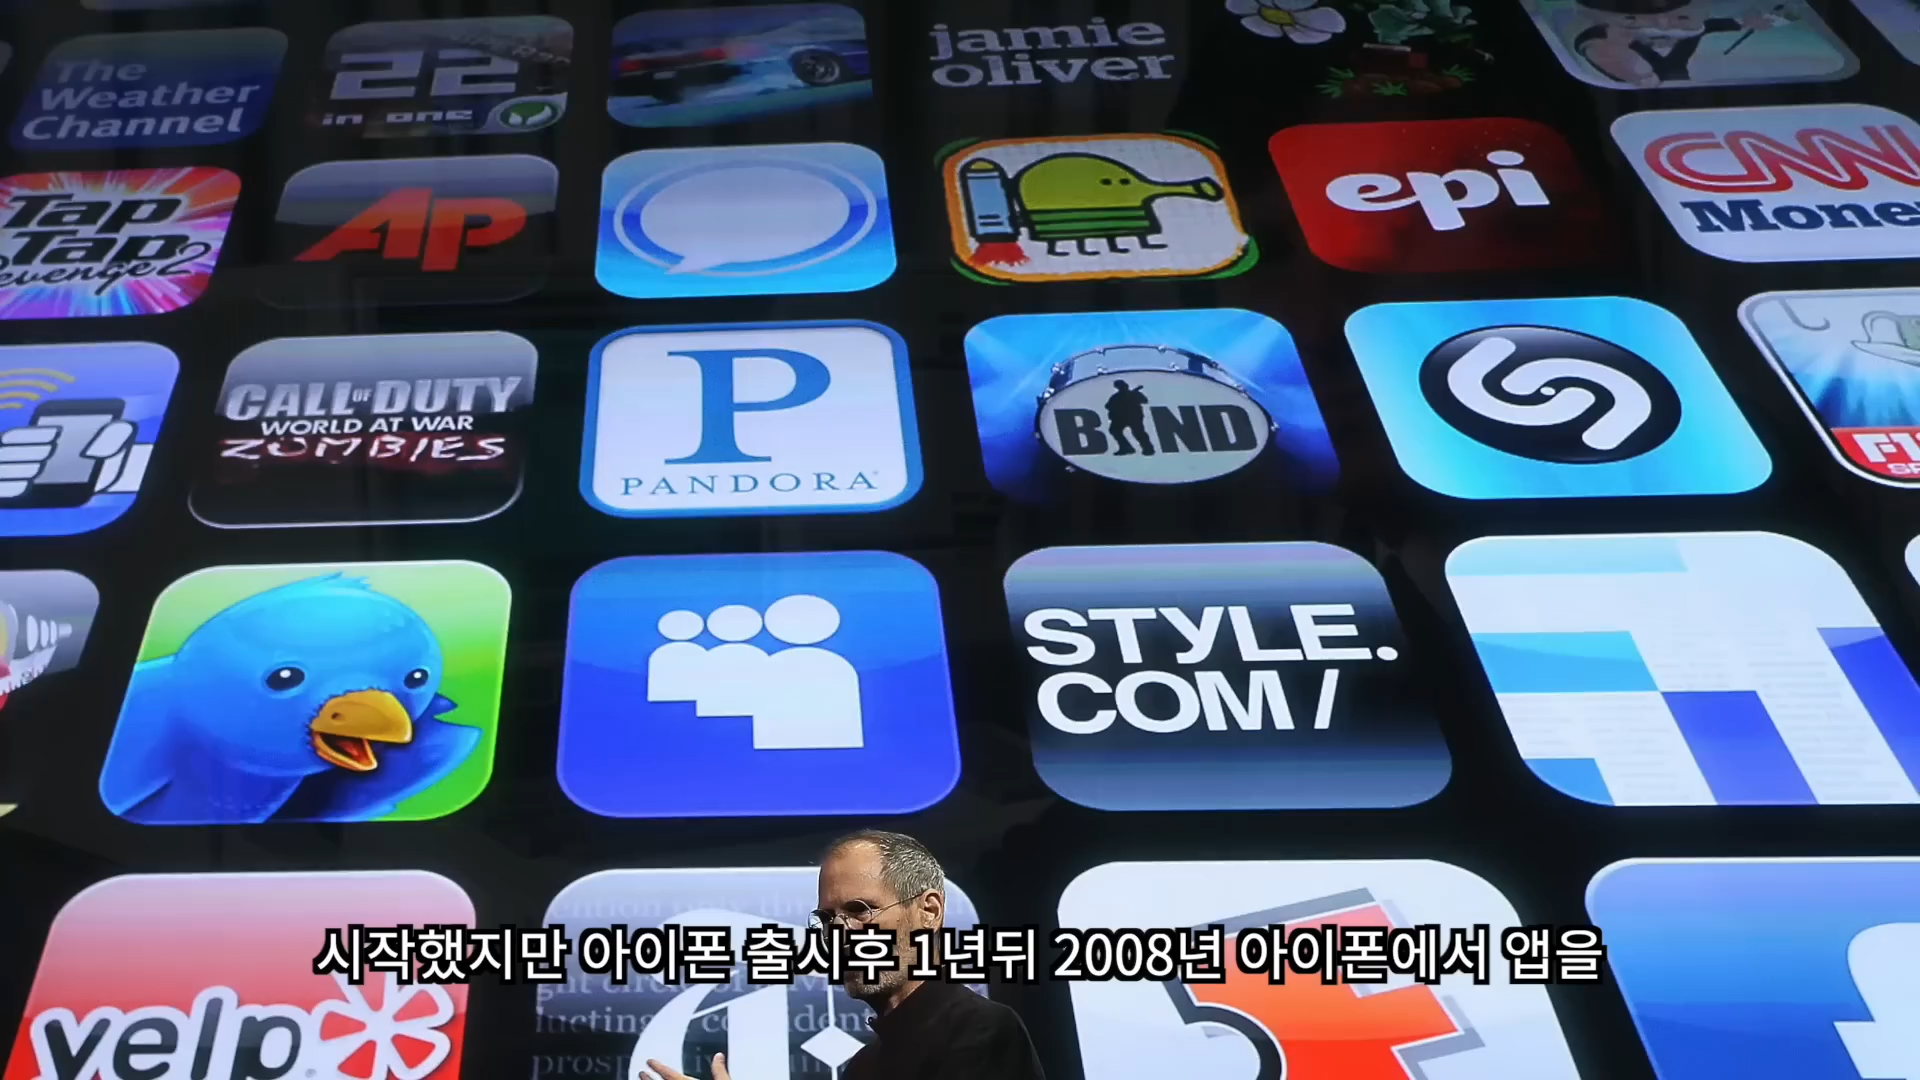 The
Weather
Channel
22
in one
jamie
oliver
Tap
Tap
Revenge 2
AP
epi
CNN
Money
CALL OF DUTY
WORLD AT WAR
ZOMBIES
P
PANDORA
BAND
STYLE.
COM/
yelp
lucting
prosp
시작했지만 아이폰 출시후 1년뒤 2008년 아이폰에서 앱을